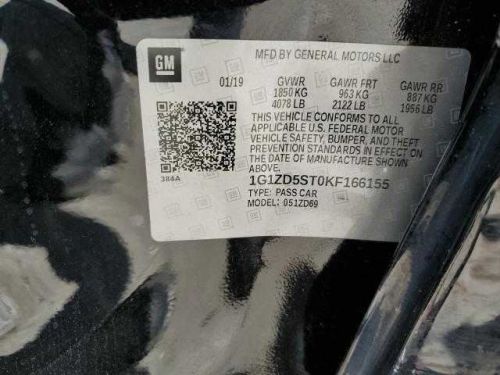 GM
MFD BY GENERAL MOTORS LLC
01/19 GVWR GAWR FRT GAWR RR
1850 KG 963 KG 887 KG
4078 LB 2122 LB 1956 LB
THIS VEHICLE CONFORMS TO ALL
APPLICABLE U.S. FEDERAL MOTOR
VEHICLE SAFETY, BUMPER, AND THEFT
PREVENTION STANDARDS IN EFFECT ON
THE DATE OF MANUFACTURE SHOWN
ABOVE.
384A
1G1ZD5ST0KF166155
TYPE: PASS CAR
MODEL: 051ZD69